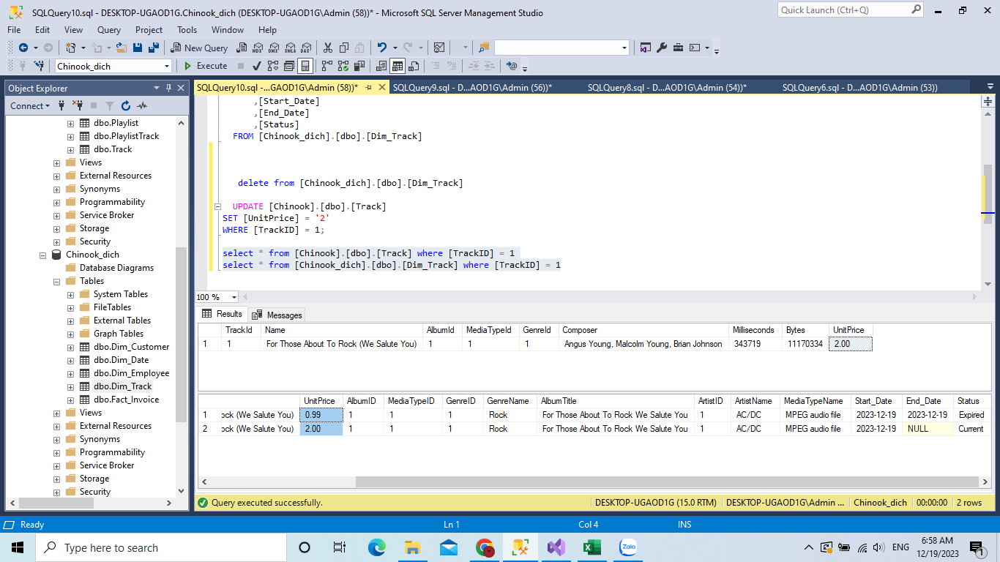 SQLQuery10.sql - DESKTOP-UGAOD1G.Chinook_dich (DESKTOP-UGAOD1G\Admin (58))* - Microsoft SQL Server Management Studio
Quick Launch (Ctrl+Q)
File Edit View Query Project Tools Window Help
New Query
MDX DMX XMLA DAX
Chinook_dich
Execute
Object Explorer
Connect
dbo.Playlist
dbo.PlaylistTrack
dbo.Track
Views
External Resources
Synonyms
Programmability
Service Broker
Storage
Security
Chinook_dich
Database Diagrams
Tables
System Tables
FileTables
External Tables
Graph Tables
dbo.Dim_Customer
dbo.Dim_Date
dbo.Dim_Employee
dbo.Dim_Track
dbo.Fact_Invoice
Views
External Resources
Synonyms
Programmability
Service Broker
Storage
Security
SQLQuery10.sql -...GAOD1G\Admin (58))* SQLQuery9.sql - D...AOD1G\Admin (56))* SQLQuery8.sql - D...AOD1G\Admin (54))* SQLQuery6.sql - D...AOD1G\Admin (53))
,[Start_Date]
,[End_Date]
,[Status]
FROM [Chinook_dich].[dbo].[Dim_Track]
delete from [Chinook_dich].[dbo].[Dim_Track]
UPDATE [Chinook].[dbo].[Track]
SET [UnitPrice] = '2'
WHERE [TrackID] = 1;
select * from [Chinook].[dbo].[Track] where [TrackID] = 1
select * from [Chinook_dich].[dbo].[Dim_Track] where [TrackID] = 1
100 %
Results Messages
TrackId Name AlbumId MediaTypeId GenreId Composer Milliseconds Bytes UnitPrice
1 1 For Those About To Rock (We Salute You) 1 1 1 Angus Young, Malcolm Young, Brian Johnson 343719 11170334 2.00
UnitPrice AlbumID MediaTypeID GenreID GenreName AlbumTitle ArtistID ArtistName MediaTypeName Start_Date End_Date Status
1 ock (We Salute You) 0.99 1 1 1 Rock For Those About To Rock We Salute You 1 AC/DC MPEG audio file 2023-12-19 2023-12-19 Expired
2 ock (We Salute You) 2.00 1 1 1 Rock For Those About To Rock We Salute You 1 AC/DC MPEG audio file 2023-12-19 NULL Current
Query executed successfully. DESKTOP-UGAOD1G (15.0 RTM) DESKTOP-UGAOD1G\Admin ... Chinook_dich 00:00:00 2 rows
Ready Ln 1 Col 4 INS
Type here to search
Zalo
ENG
6:58 AM
12/19/2023
1